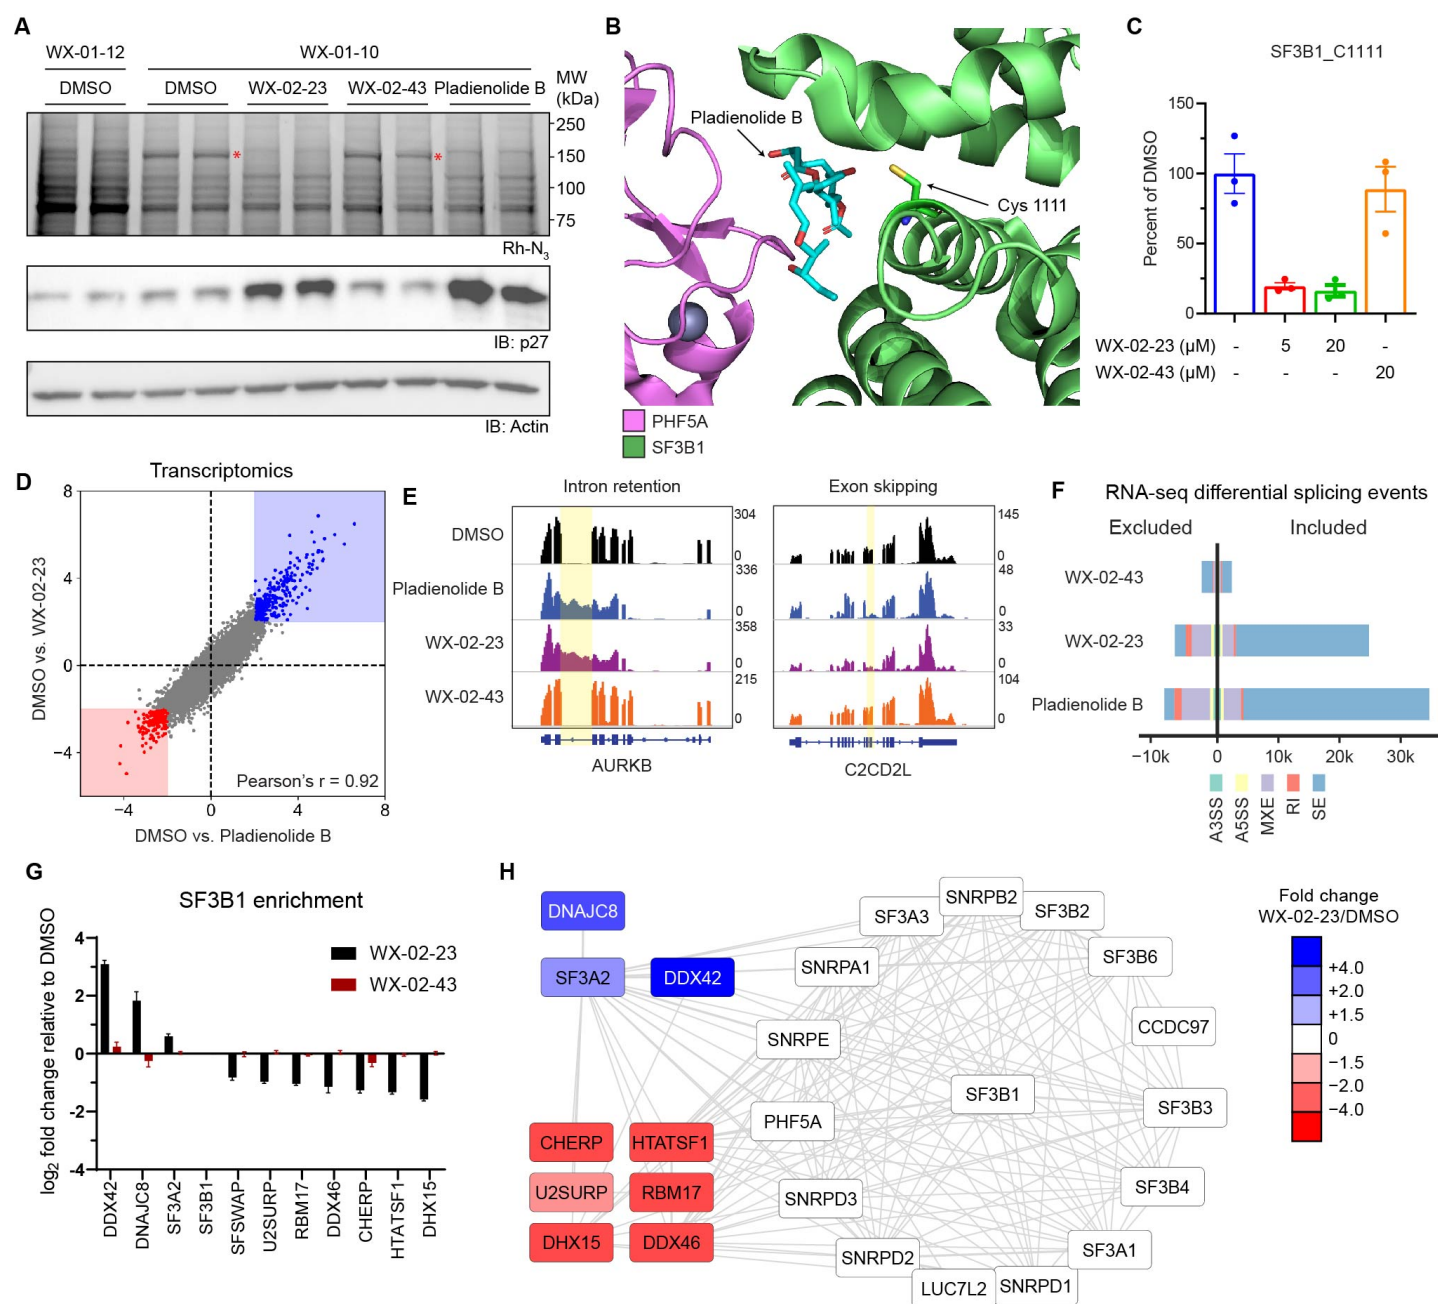 A
WX-01-12
WX-01-10
DMSO
DMSO
WX-02-23
WX-02-43
Pladienolide B
MW
(kDa)
250
150
100
75
*
*
Rh-N3
IB: p27
IB: Actin
B
Pladienolide B
Cys 1111
PHF5A
SF3B1
C
SF3B1_C1111
Percent of DMSO
150
100
50
0
WX-02-23 (μM) - 5 20 -
WX-02-43 (μM) - - - 20
D
Transcriptomics
DMSO vs. WX-02-23
8
4
0
−4
−4 0 4 8
Pearson's r = 0.92
DMSO vs. Pladienolide B
E
Intron retention
Exon skipping
DMSO
Pladienolide B
WX-02-23
WX-02-43
304
0
336
0
358
0
215
0
145
0
48
0
33
0
104
0
AURKB
C2CD2L
F
RNA-seq differential splicing events
Excluded
Included
WX-02-43
WX-02-23
Pladienolide B
−10k 0 10k 20k 30k
A3SS
A5SS
MXE
RI
SE
G
SF3B1 enrichment
log2 fold change relative to DMSO
4
2
0
-2
-4
WX-02-23
WX-02-43
DDX42
DNAJC8
SF3A2
SF3B1
SFSWAP
U2SURP
RBM17
DDX46
CHERP
HTATSF1
DHX15
H
DNAJC8
SF3A2
DDX42
CHERP
HTATSF1
U2SURP
RBM17
DHX15
DDX46
SNRPB2
SF3A3
SF3B2
SNRPA1
SF3B6
SNRPE
CCDC97
SF3B1
PHF5A
SF3B3
SNRPD3
SF3B4
SNRPD2
SF3A1
LUC7L2
SNRPD1
Fold change
WX-02-23/DMSO
+4.0
+2.0
+1.5
0
−1.5
−2.0
−4.0